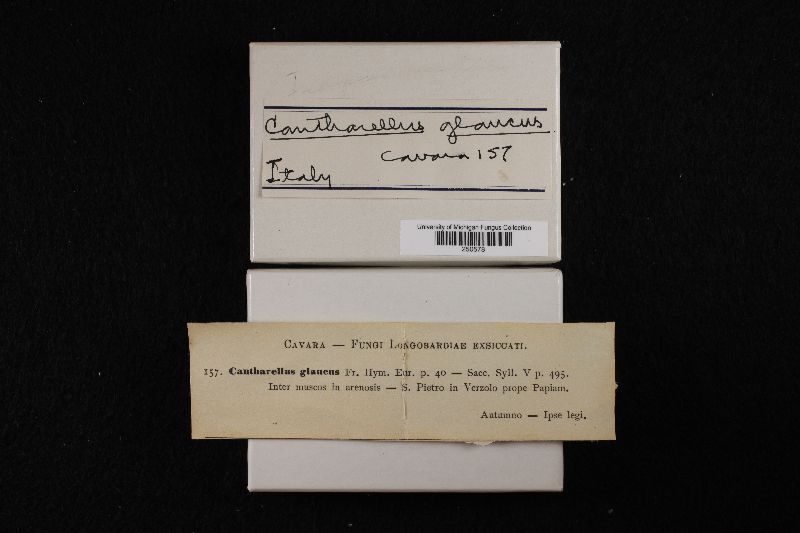 Cantharellus glaucus
Cavara 157
Italy
University of Michigan Fungus Collection
250578
CAVARA — FUNGI LONGOBARDIAE EXSICCATI.
157. Cantharellus glaucus Fr. Hym. Eur. p. 40 — Sacc. Syll. V p. 495.
Inter muscos in arenosis — S. Pietro in Verzolo prope Papiam.
Autumno — Ipse legi.